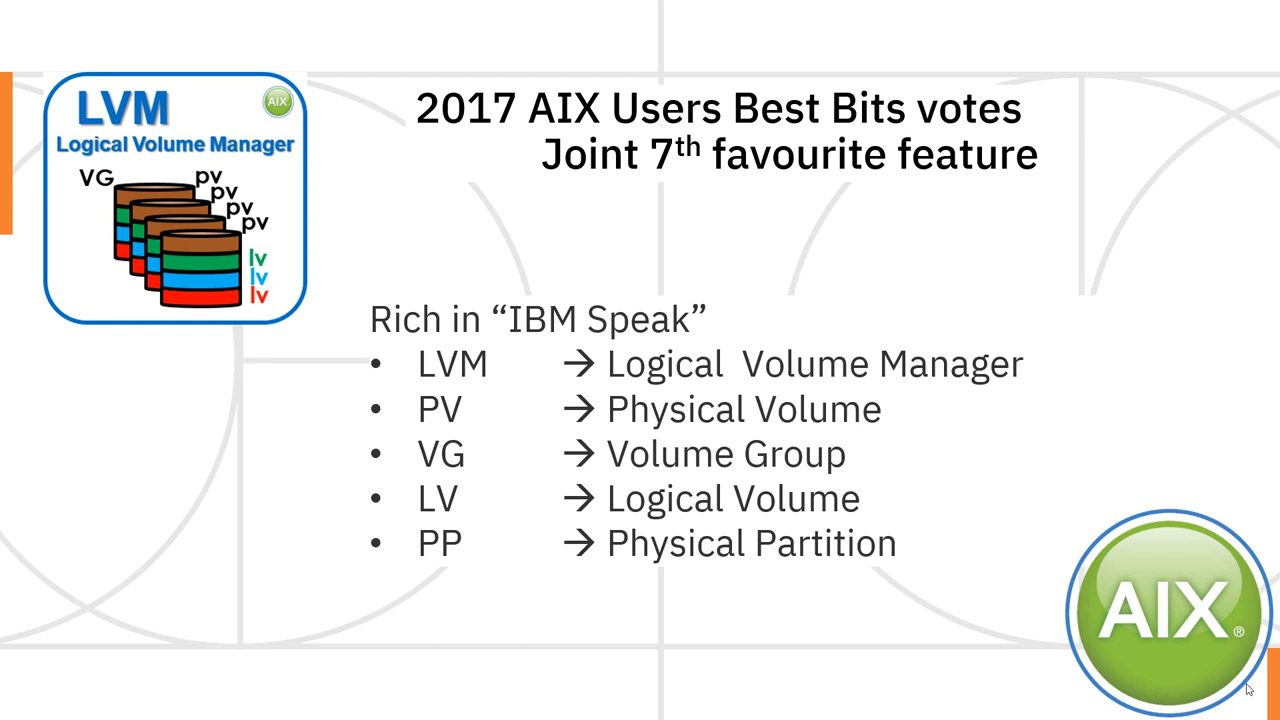 LVM
AIX
Logical Volume Manager
VG
pv
pv
pv
pv
lv
lv
lv
2017 AIX Users Best Bits votes
Joint 7th favourite feature
Rich in “IBM Speak”
• LVM → Logical Volume Manager
• PV → Physical Volume
• VG → Volume Group
• LV → Logical Volume
• PP → Physical Partition
AIX®